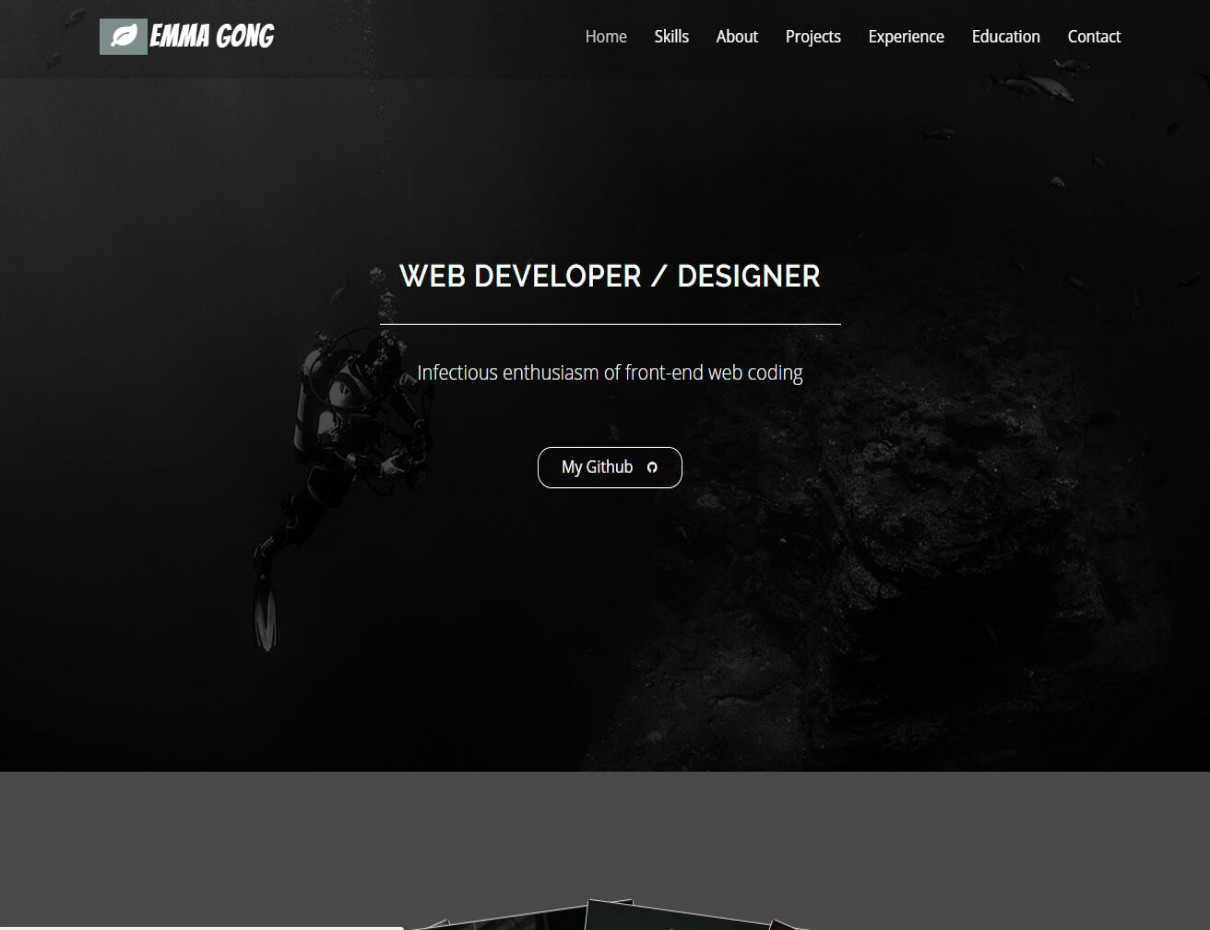 EMMA GONG
Home Skills About Projects Experience Education Contact
WEB DEVELOPER / DESIGNER
Infectious enthusiasm of front-end web coding
My Github